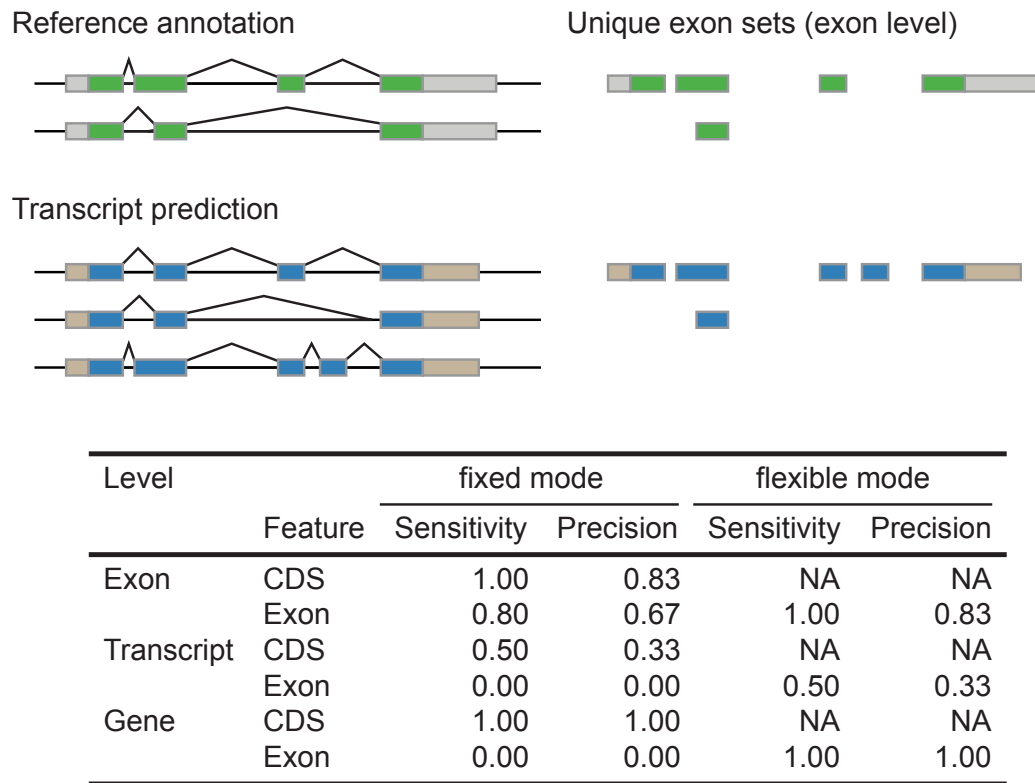 Reference annotation
Unique exon sets (exon level)
Transcript prediction
Level fixed mode flexible mode
Feature Sensitivity Precision Sensitivity Precision
Exon CDS 1.00 0.83 NA NA
Exon 0.80 0.67 1.00 0.83
Transcript CDS 0.50 0.33 NA NA
Exon 0.00 0.00 0.50 0.33
Gene CDS 1.00 1.00 NA NA
Exon 0.00 0.00 1.00 1.00